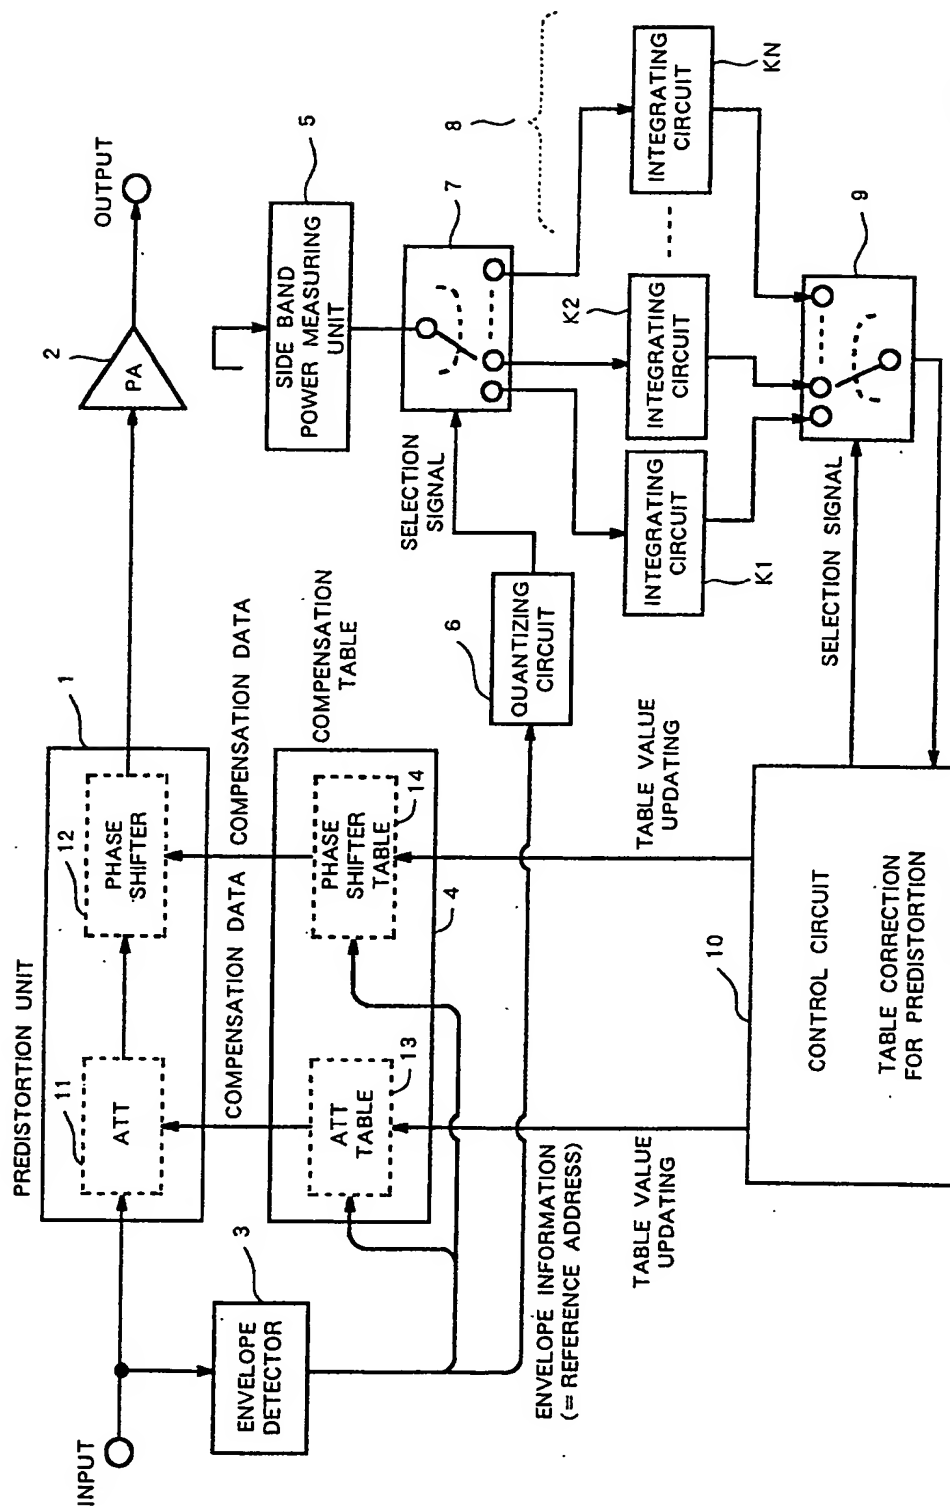 INPUT
PREDISTORTION UNIT
1
11
ATT
12
PHASE
SHIFTER
2
PA
OUTPUT
3
ENVELOPE
DETECTOR
COMPENSATION DATA
COMPENSATION DATA
COMPENSATION
TABLE
13
ATT
TABLE
14
PHASE
SHIFTER
TABLE
4
5
SIDE BAND
POWER MEASURING
UNIT
ENVELOPE INFORMATION
(= REFERENCE ADDRESS)
6
QUANTIZING
CIRCUIT
SELECTION
SIGNAL
7
8
TABLE VALUE
UPDATING
TABLE VALUE
UPDATING
K1
INTEGRATING
CIRCUIT
K2
INTEGRATING
CIRCUIT
KN
INTEGRATING
CIRCUIT
SELECTION SIGNAL
9
10
CONTROL CIRCUIT
TABLE CORRECTION
FOR PREDISTORTION